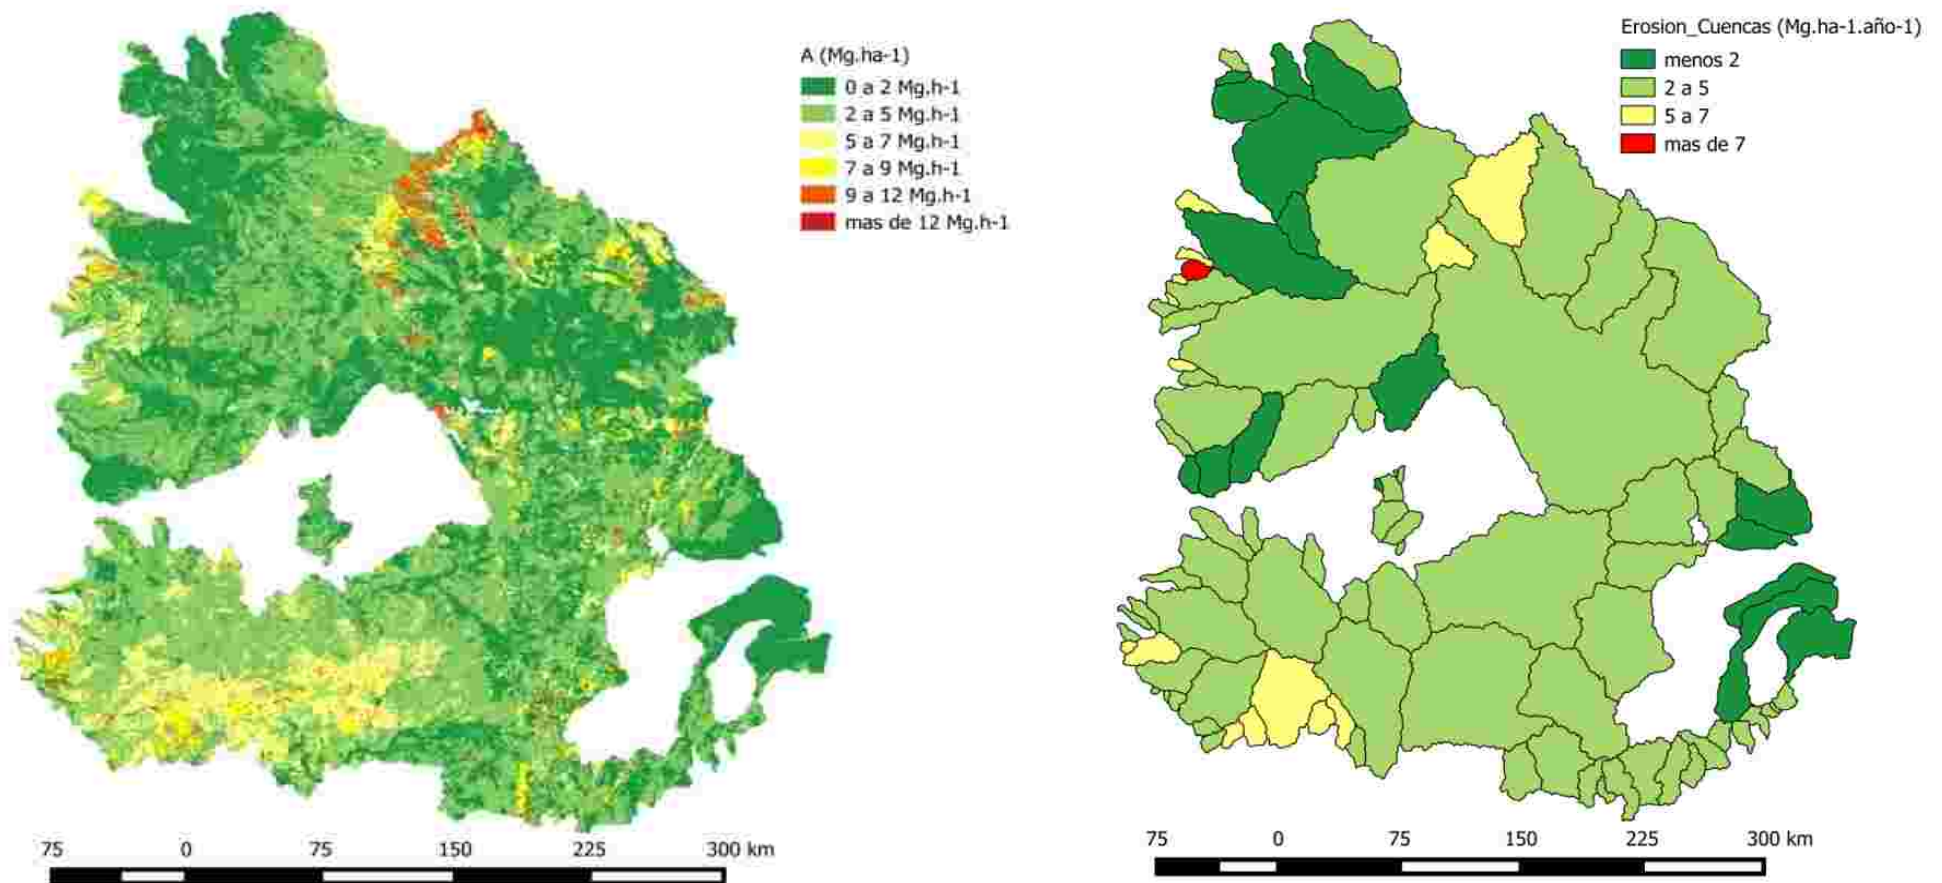 A (Mg.ha-1)
0 a 2 Mg.h-1
2 a 5 Mg.h-1
5 a 7 Mg.h-1
7 a 9 Mg.h-1
9 a 12 Mg.h-1
mas de 12 Mg.h-1
75 0 75 150 225 300 km
Erosion_Cuencas (Mg.ha-1.año-1)
menos 2
2 a 5
5 a 7
mas de 7
75 0 75 150 225 300 km